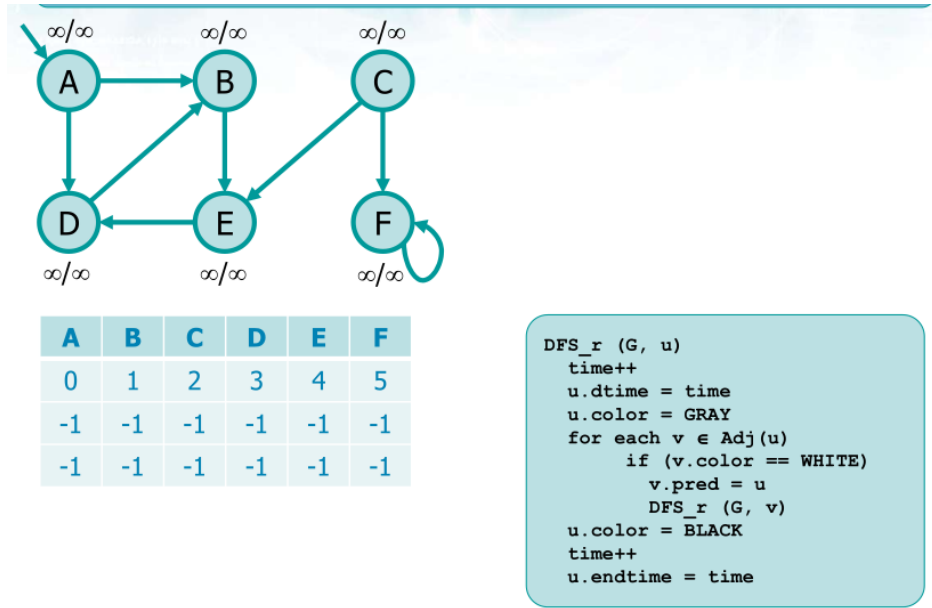 ∞/∞ ∞/∞ ∞/∞
A B C
D E F
∞/∞ ∞/∞ ∞/∞
A B C D E F
0 1 2 3 4 5
-1 -1 -1 -1 -1 -1
-1 -1 -1 -1 -1 -1
DFS_r (G, u)
time++
u.dtime = time
u.color = GRAY
for each v ∈ Adj(u)
if (v.color == WHITE)
v.pred = u
DFS_r (G, v)
u.color = BLACK
time++
u.endtime = time